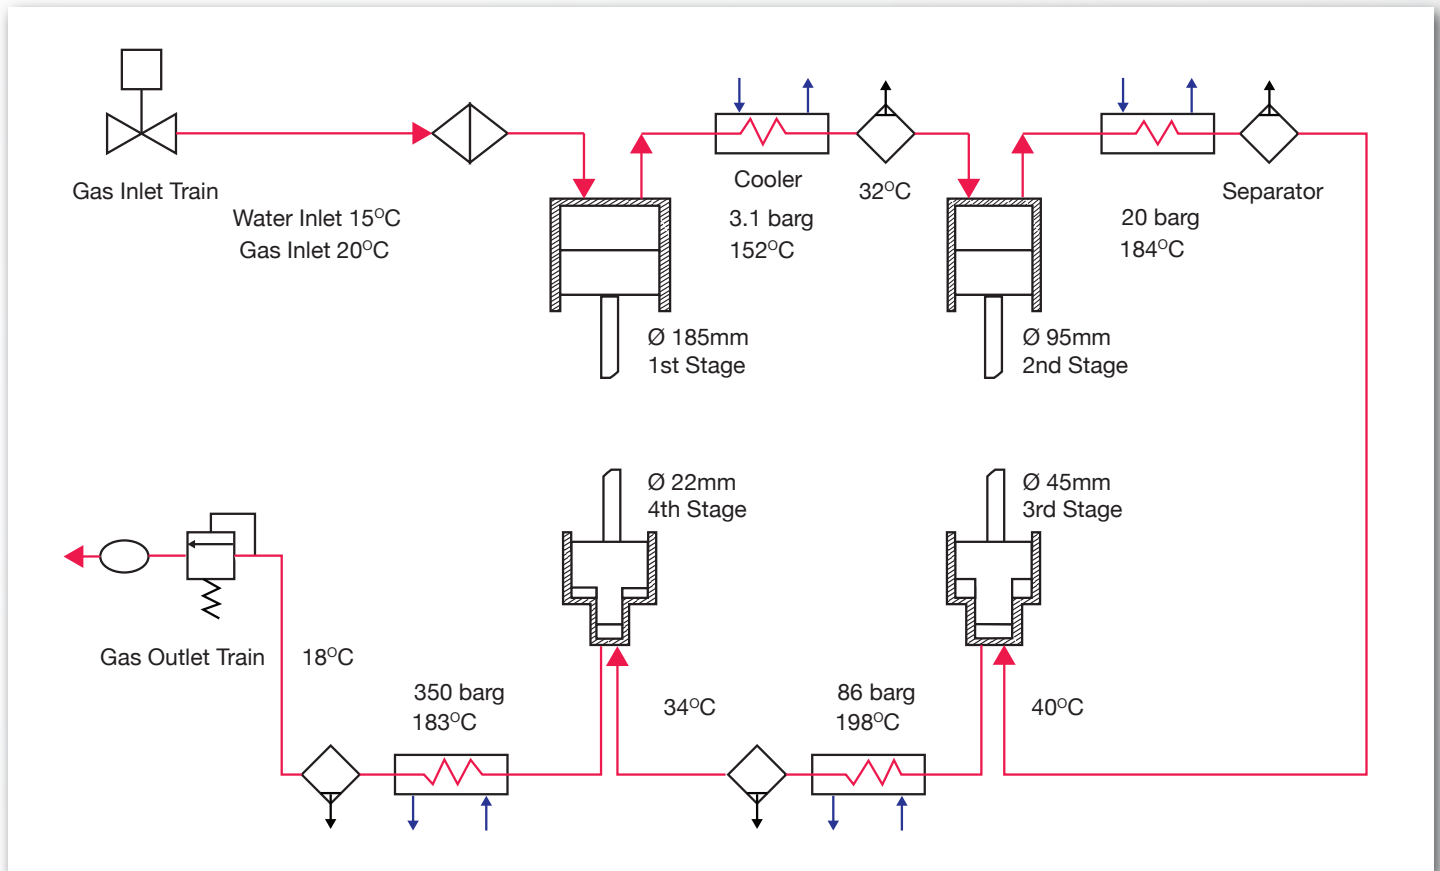 Gas Inlet Train
Water Inlet 15°C
Gas Inlet 20°C
Cooler
3.1 barg
152°C
32°C
Separator
20 barg
184°C
Ø 185mm
1st Stage
Ø 95mm
2nd Stage
Ø 22mm
4th Stage
Ø 45mm
3rd Stage
Gas Outlet Train
18°C
350 barg
183°C
34°C
86 barg
198°C
40°C